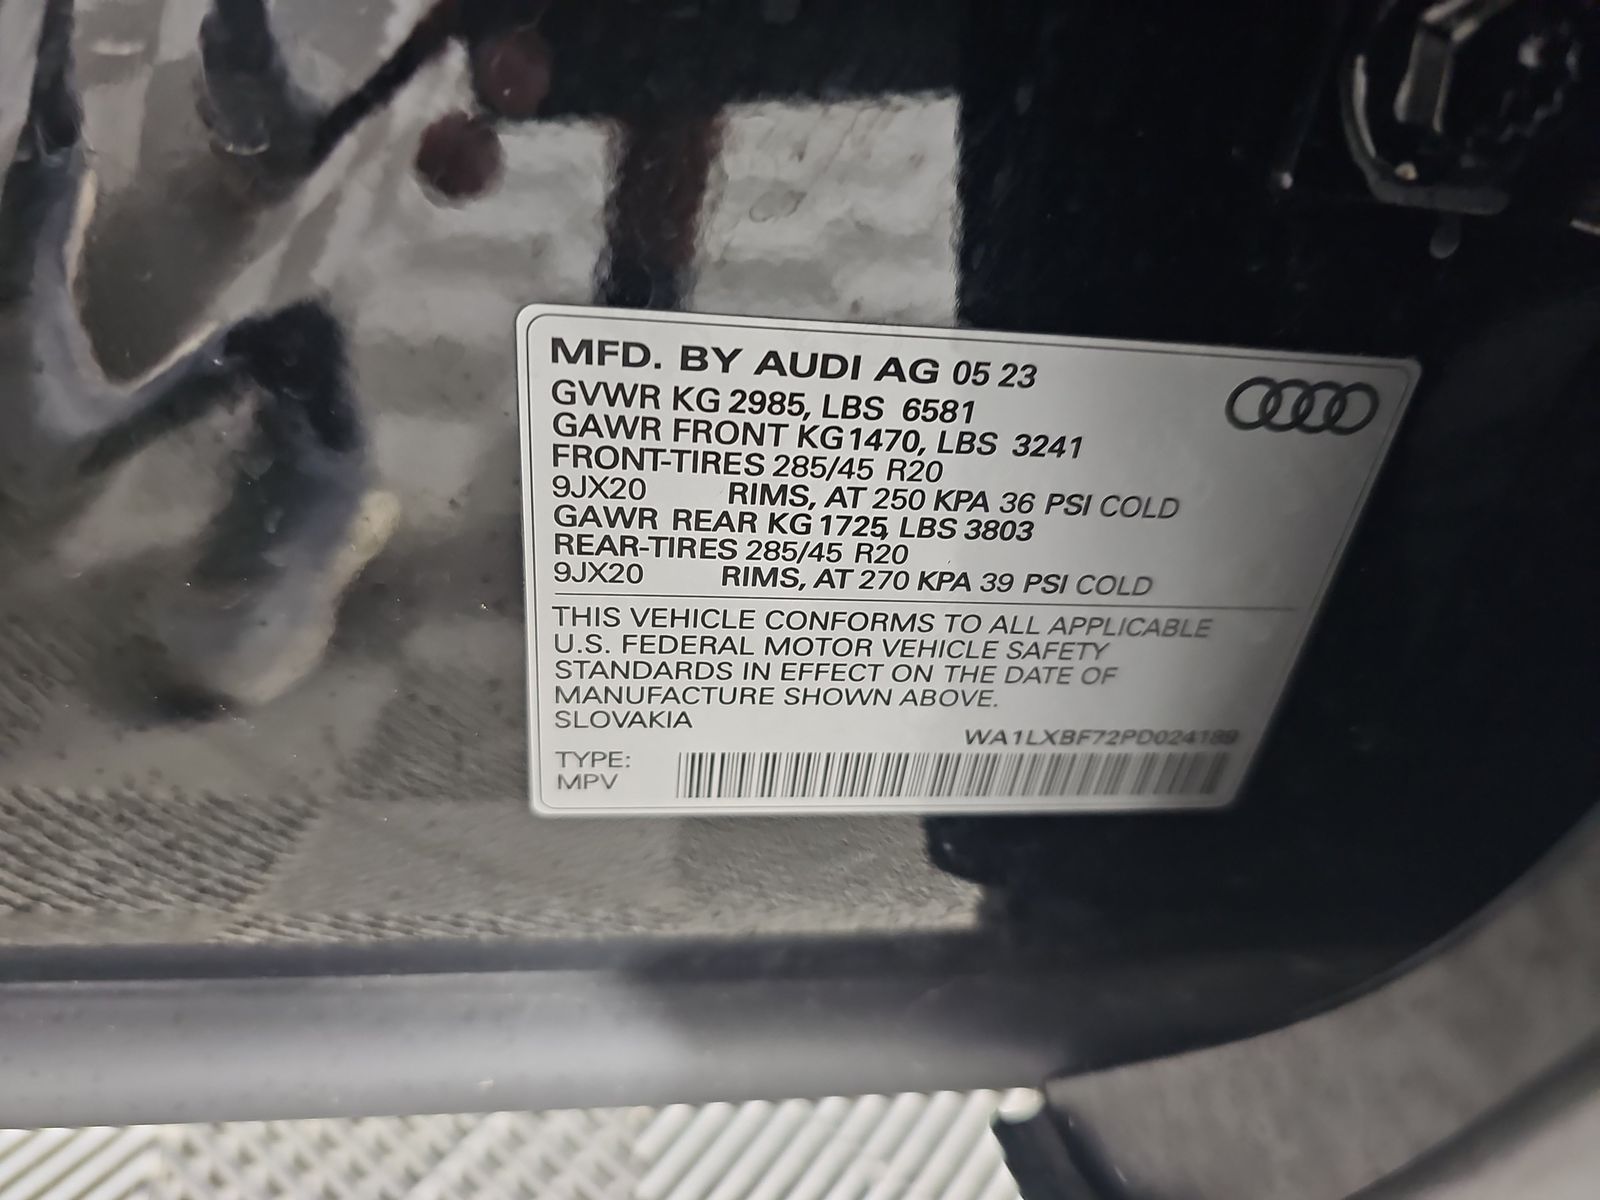 MFD. BY AUDI AG 05 23
GVWR KG 2985, LBS 6581
GAWR FRONT KG 1470, LBS 3241
FRONT-TIRES 285/45 R20
9JX20 RIMS, AT 250 KPA 36 PSI COLD
GAWR REAR KG 1725, LBS 3803
REAR-TIRES 285/45 R20
9JX20 RIMS, AT 270 KPA 39 PSI COLD
THIS VEHICLE CONFORMS TO ALL APPLICABLE
U.S. FEDERAL MOTOR VEHICLE SAFETY
STANDARDS IN EFFECT ON THE DATE OF
MANUFACTURE SHOWN ABOVE.
SLOVAKIA
WA1LXBF72PD024189
TYPE:
MPV